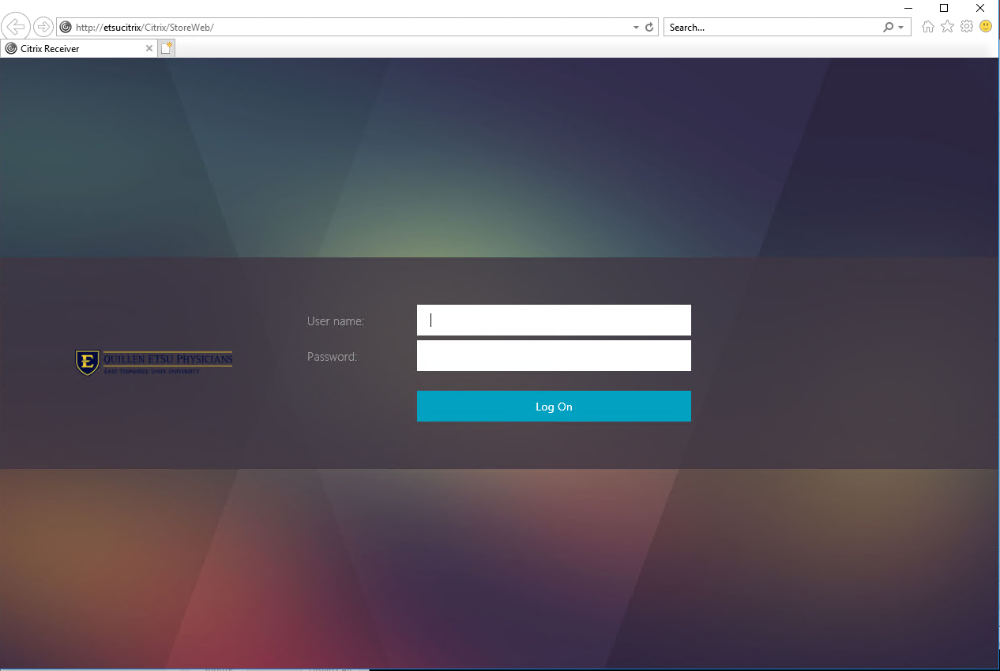 http://etsucitrix/Citrix/StoreWeb/
Search...
Citrix Receiver
User name:
E QUILLEN ETSU PHYSICIANS
EAST TENNESSEE STATE UNIVERSITY
Password:
Log On